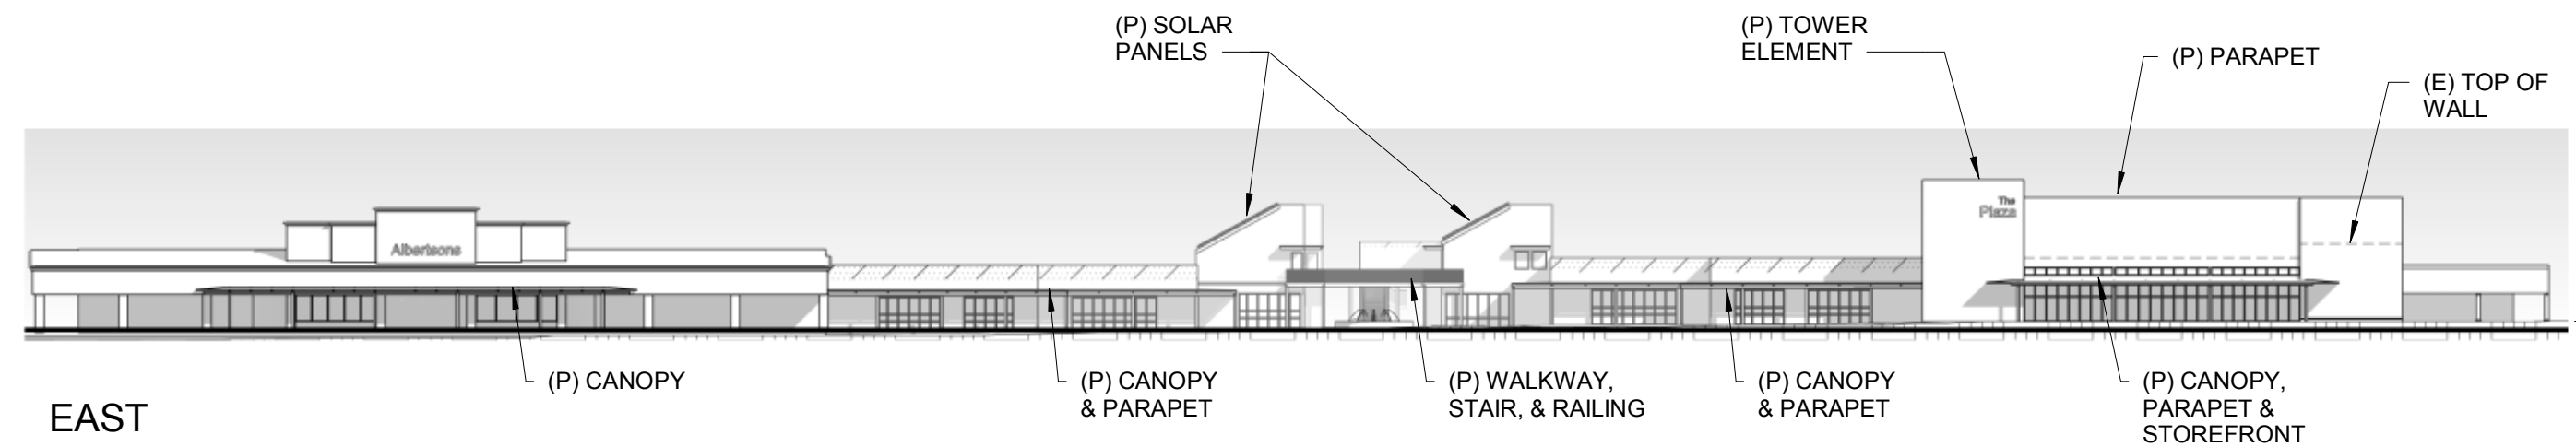 (P) SOLAR
PANELS
(P) TOWER
ELEMENT
(P) PARAPET
(E) TOP OF
WALL
Albertsons
The
Plaza
(P) CANOPY
(P) CANOPY
& PARAPET
(P) WALKWAY,
STAIR, & RAILING
(P) CANOPY
& PARAPET
(P) CANOPY,
PARAPET &
STOREFRONT
EAST